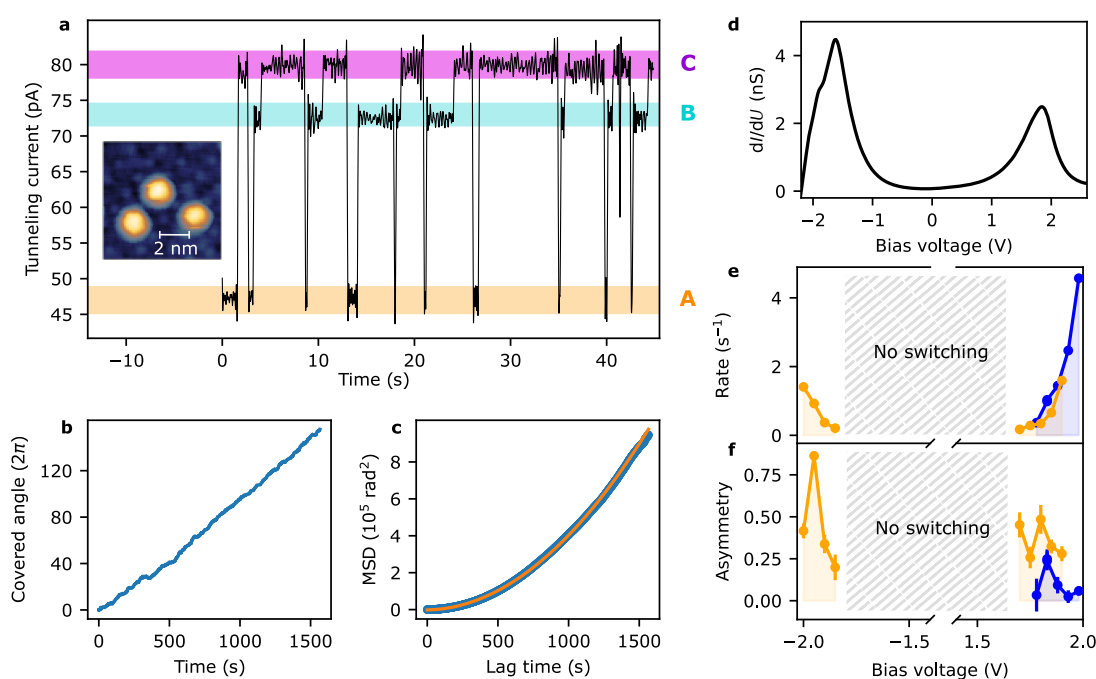 a
Tunneling current (pA)
80
75
70
65
60
55
50
45
C
B
A
2 nm
−10
0
10
20
30
40
Time (s)
b
Covered angle (2π)
120
80
40
0
0
500
1000
1500
Time (s)
c
MSD (10⁵ rad²)
8
6
4
2
0
0
500
1000
1500
Lag time (s)
d
dI/dU (nS)
4
2
0
−2
−1
0
1
2
Bias voltage (V)
e
Rate (s⁻¹)
4
2
0
No switching
f
Asymmetry
0.75
0.50
0.25
0.00
No switching
−2.0
−1.5
1.5
2.0
Bias voltage (V)